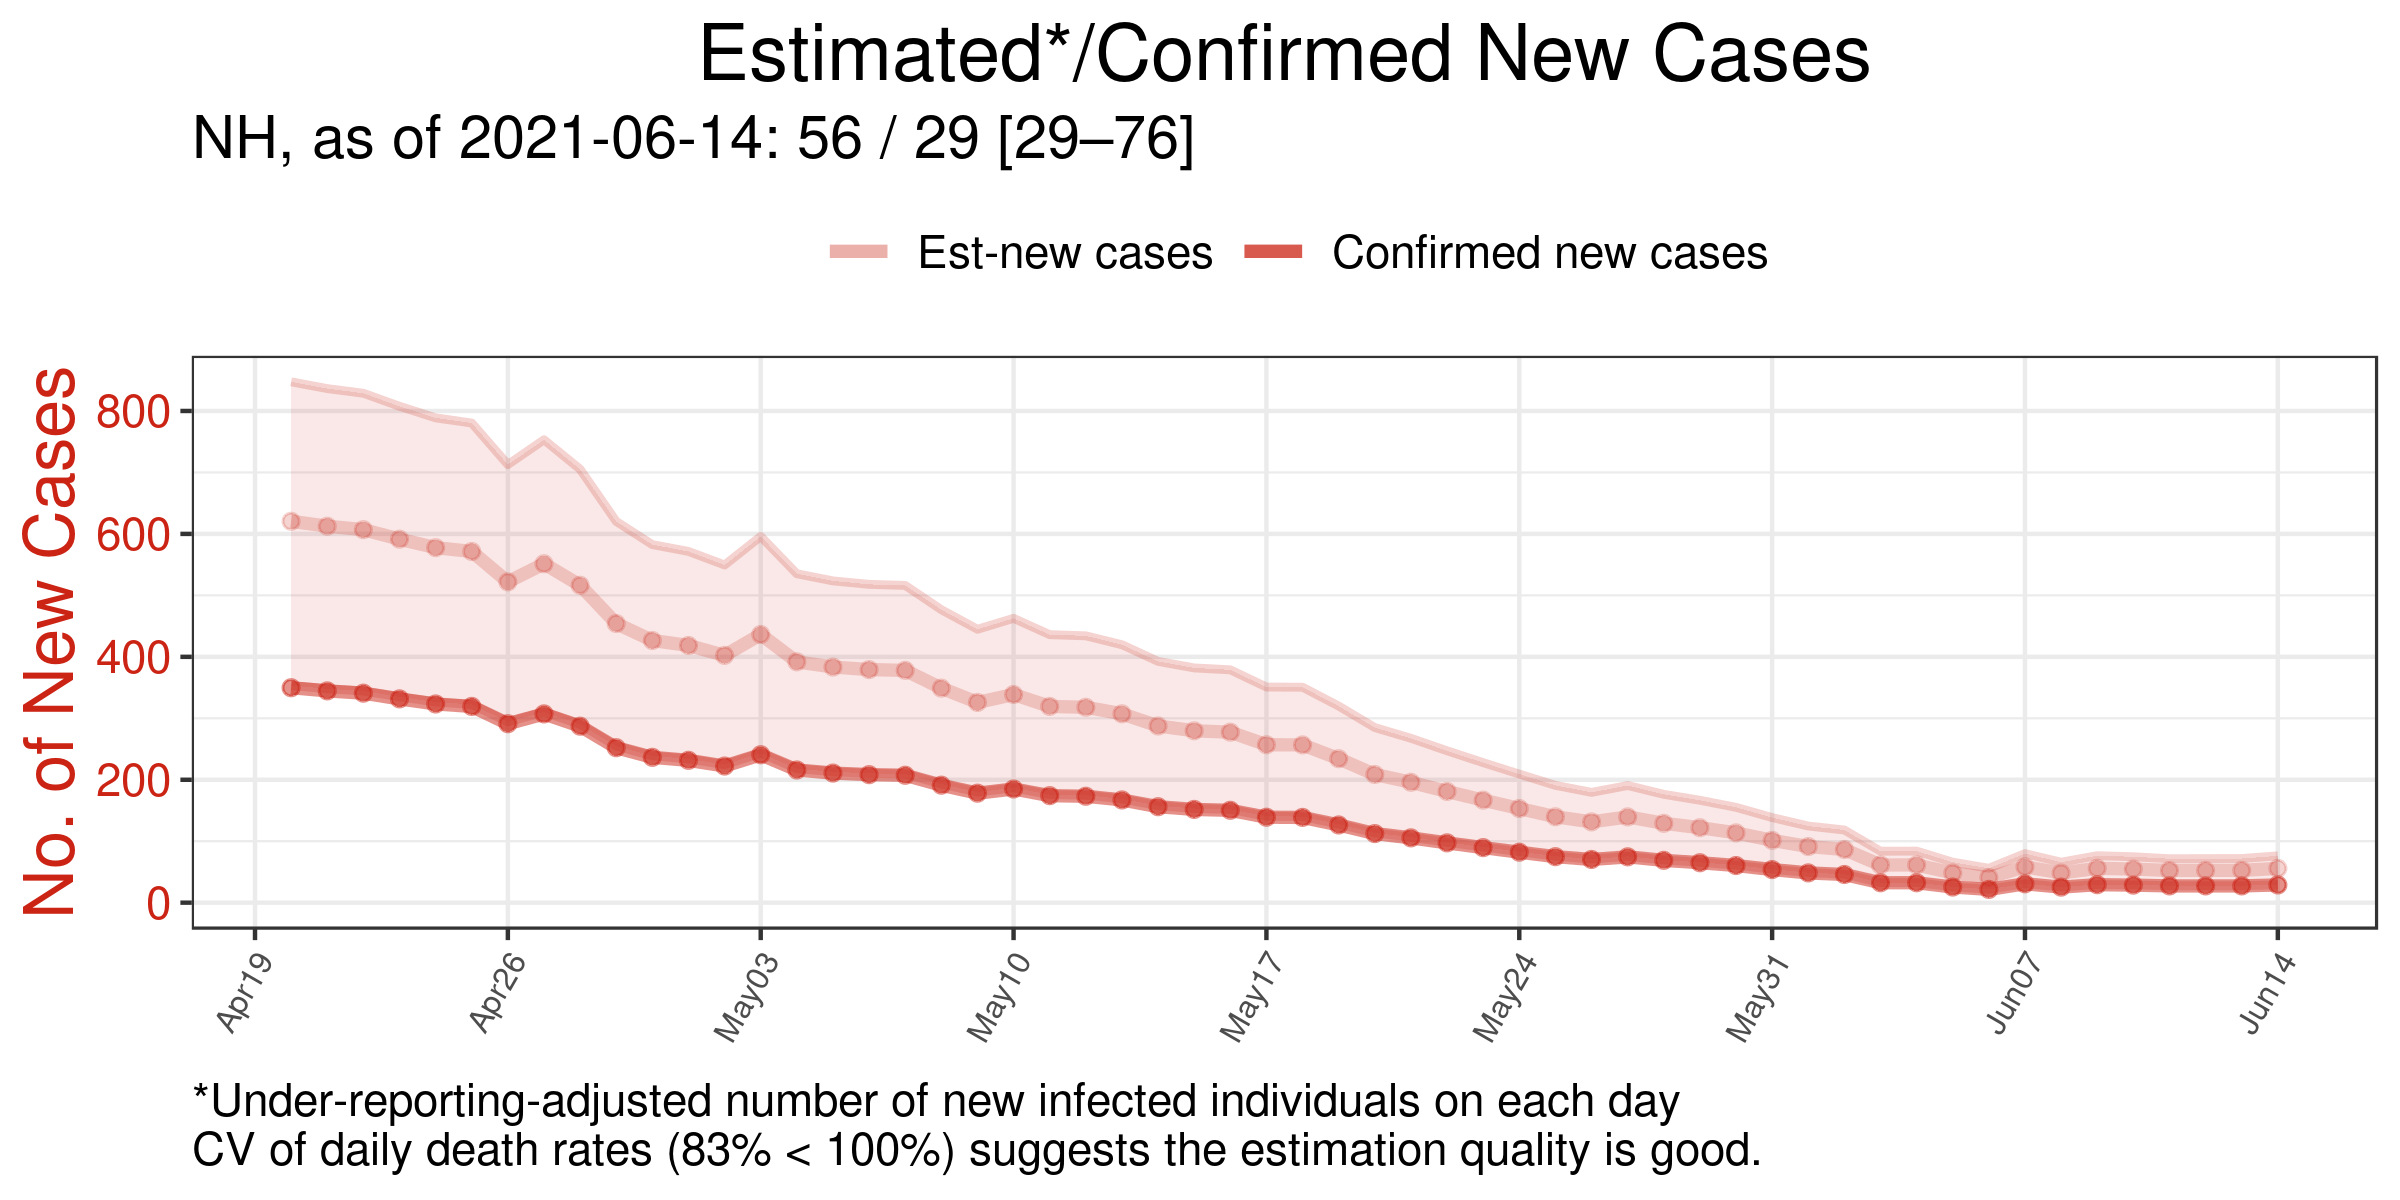 Estimated*/Confirmed New Cases
NH, as of 2021-06-14: 56 / 29 [29–76]
Est-new cases
Confirmed new cases
No. of New Cases
800
600
400
200
0
Apr19
Apr26
May03
May10
May17
May24
May31
Jun07
Jun14
*Under-reporting-adjusted number of new infected individuals on each day
CV of daily death rates (83% < 100%) suggests the estimation quality is good.